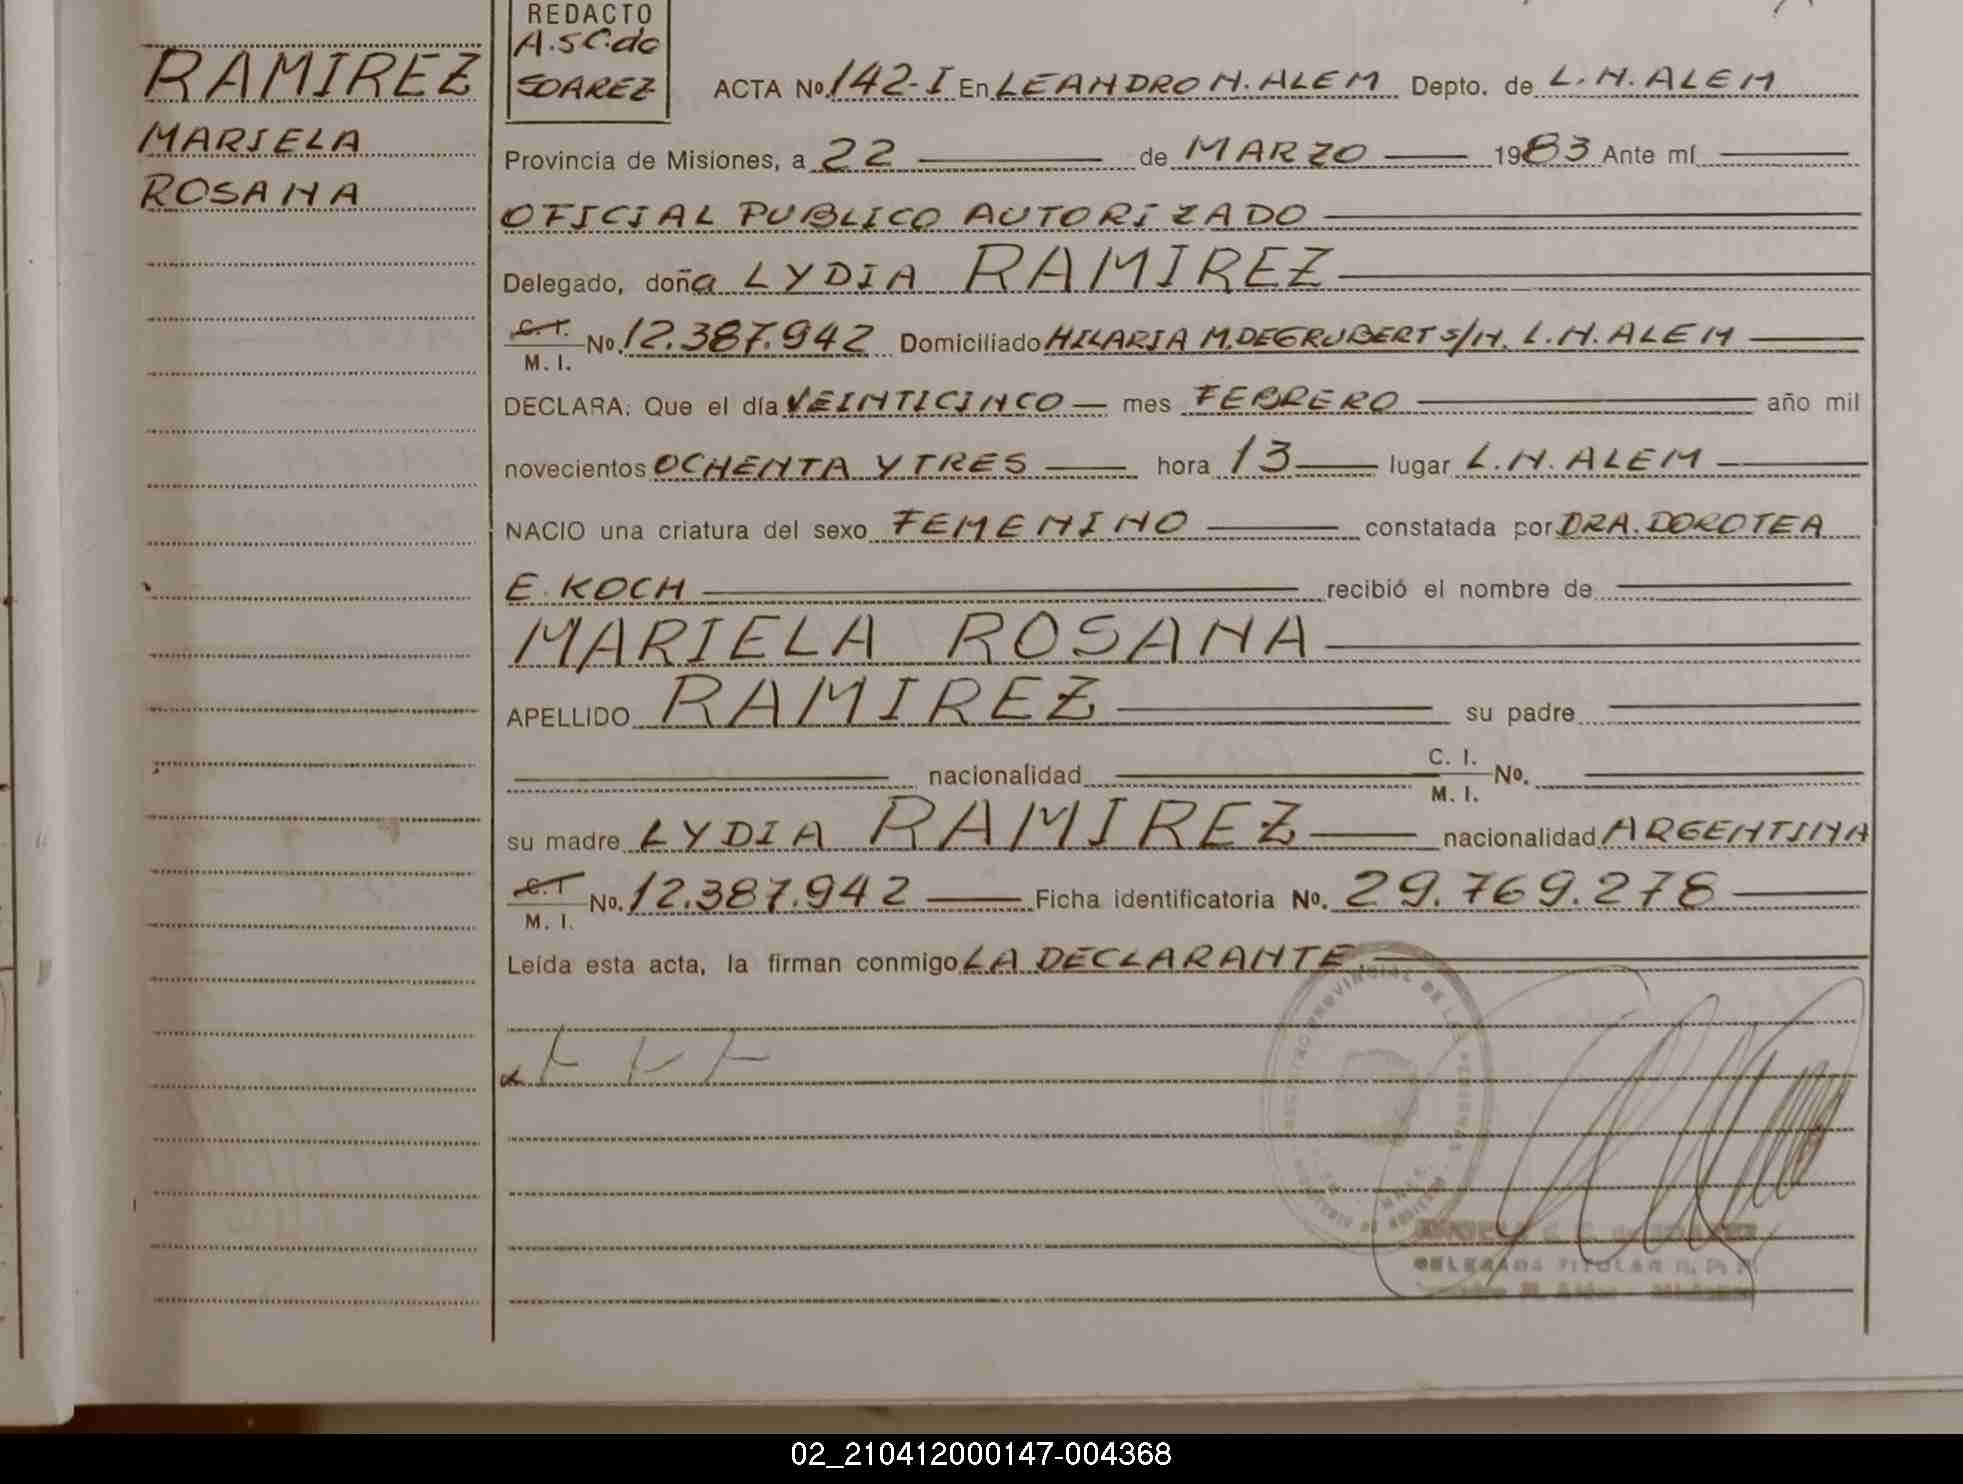 RAMIREZ
MARIELA
ROSANA
REDACTO
A.S.C. de
SOAREZ
ACTA Nº 142-I En LEANDRO N. ALEM Depto. de L. N. ALEM
Provincia de Misiones, a 22 de MARZO 1983 Ante mí
OFICIAL PUBLICO AUTORIZADO
Delegado, doña LYDIA RAMIREZ
C.I. M. I. Nº. 12.387.942 Domiciliado HILARIA M. DEGRUBERT S/N. L.N. ALEM
DECLARA: Que el día VEINTICINCO mes FEBRERO año mil
novecientos OCHENTA Y TRES hora 13 lugar L.N. ALEM
NACIO una criatura del sexo FEMENINO constatada por DRA. DOROTEA
E. KOCH recibió el nombre de
MARIELA ROSANA
APELLIDO RAMIREZ su padre
nacionalidad C. I. M. I. Nº.
su madre LYDIA RAMIREZ nacionalidad ARGENTINA
C.I. M. I. Nº. 12.387.942 Ficha identificatoria Nº. 29.769.278
Leída esta acta, la firman conmigo LA DECLARANTE
PROVINCIAL DE LAS
DELEGADA TITULAR R. P. P.
02_210412000147-004368